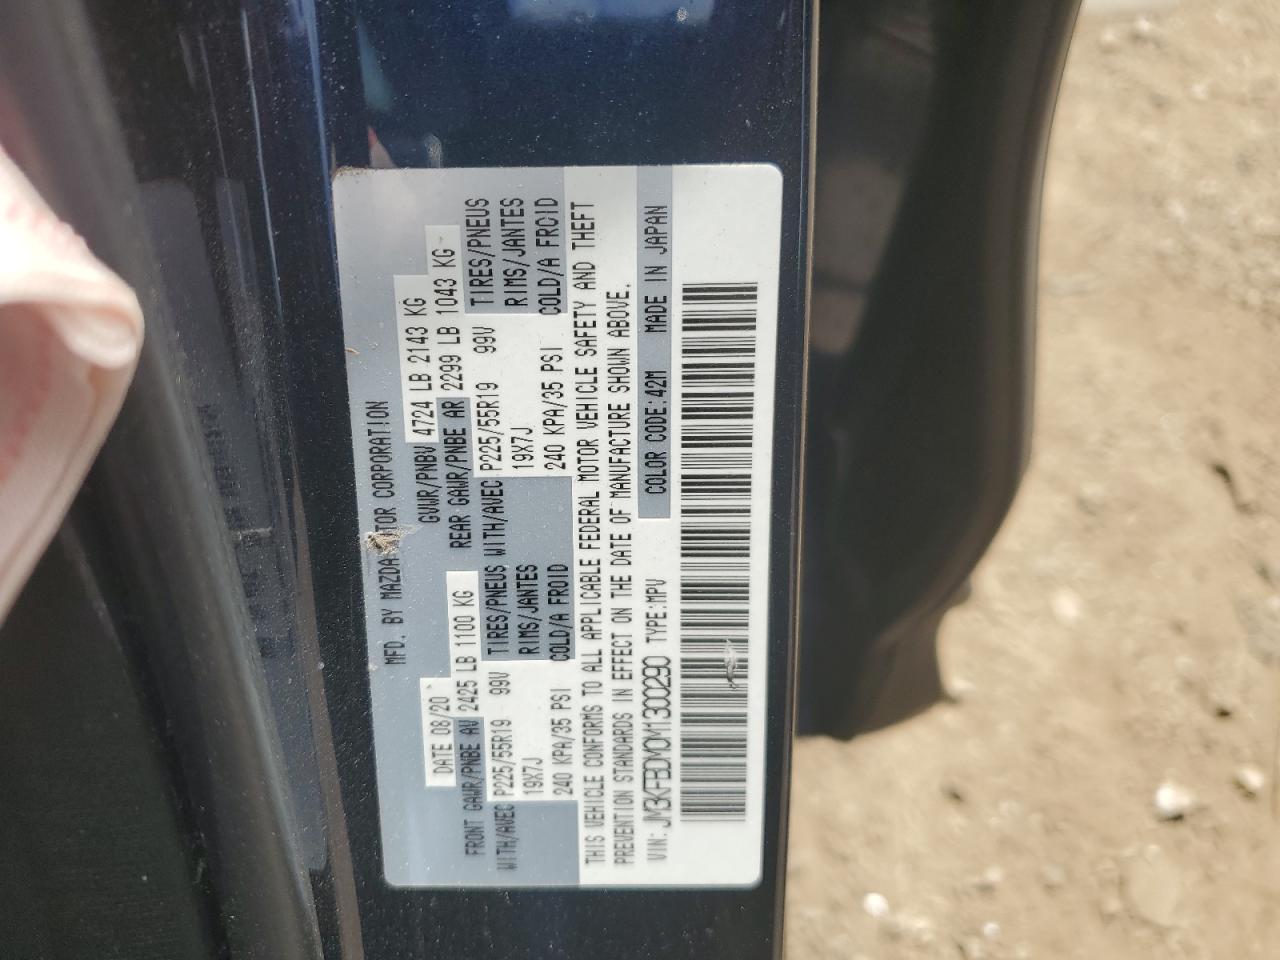 MFD. BY MAZDA MOTOR CORPORATION
DATE 08/20 GVWR/PNBV 4724 LB 2143 KG
FRONT GAWR/PNBE AV 2425 LB 1100 KG REAR GAWR/PNBE AR 2299 LB 1043 KG
WITH/AVEC P225/55R19 99V TIRES/PNEUS WITH/AVEC P225/55R19 99V TIRES/PNEUS
19X7J RIMS/JANTES 19X7J RIMS/JANTES
240 KPA/35 PSI COLD/A FROID 240 KPA/35 PSI COLD/A FROID
THIS VEHICLE CONFORMS TO ALL APPLICABLE FEDERAL MOTOR VEHICLE SAFETY AND THEFT
PREVENTION STANDARDS IN EFFECT ON THE DATE OF MANUFACTURE SHOWN ABOVE.
VIN: JM3KFBDM0M1300290 TYPE:MPV COLOR CODE:42M MADE IN JAPAN